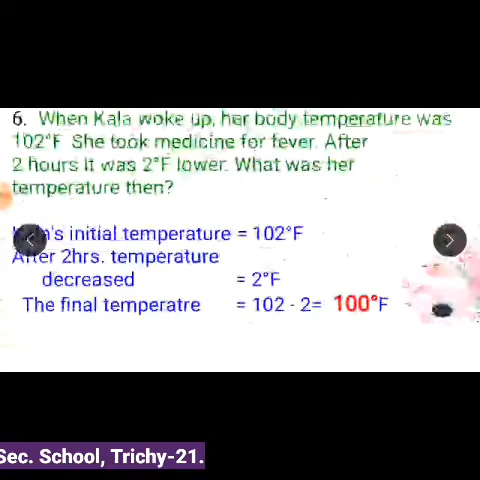 6. When Kala woke up, her body temperature was
102°F She took medicine for fever. After
2 hours it was 2°F lower. What was her
temperature then?
Kala's initial temperature = 102°F
After 2hrs. temperature
decreased = 2°F
The final temperatre = 102 - 2= 100°F
Sec. School, Trichy-21.